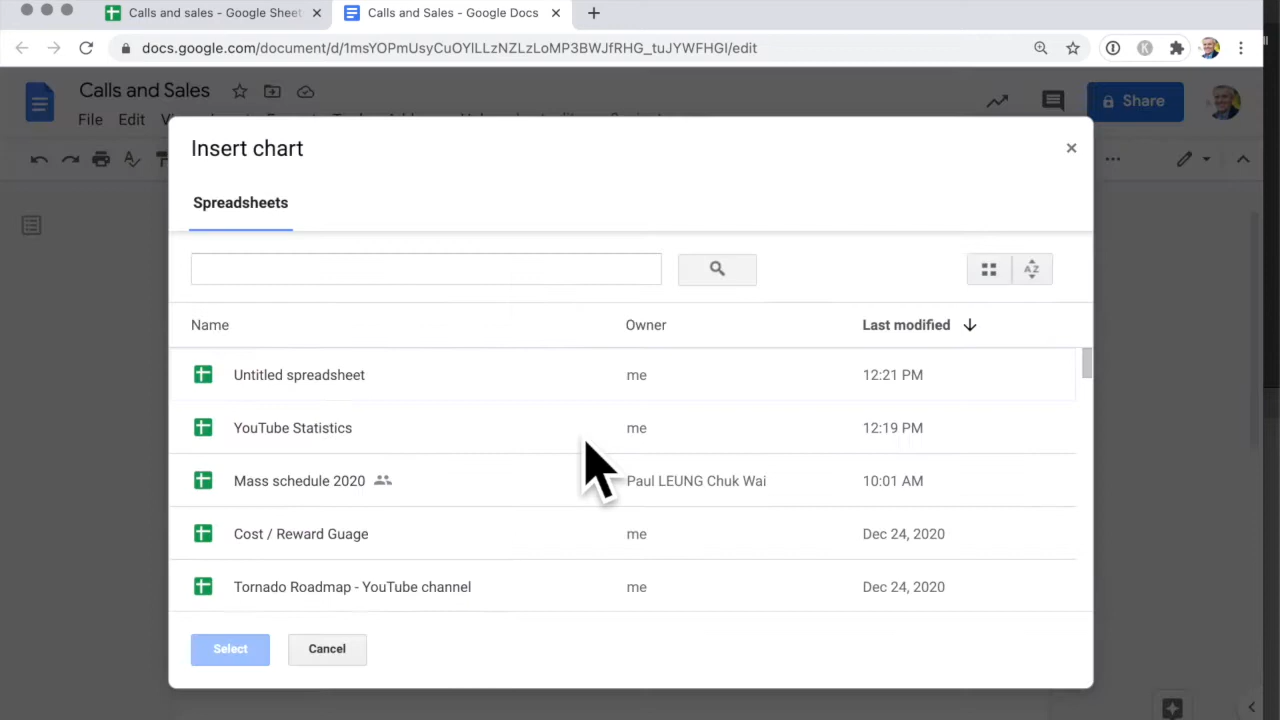 Calls and sales - Google Sheet
Calls and Sales - Google Docs
docs.google.com/document/d/1msYOPmUsyCuOYlLLzNZLzLoMP3BWJfRHG_tuJYWFHGI/edit
Calls and Sales
Share
File Edit
Insert chart
Spreadsheets
AZ
Name Owner Last modified
Untitled spreadsheet me 12:21 PM
YouTube Statistics me 12:19 PM
Mass schedule 2020 Paul LEUNG Chuk Wai 10:01 AM
Cost / Reward Guage me Dec 24, 2020
Tornado Roadmap - YouTube channel me Dec 24, 2020
Select Cancel